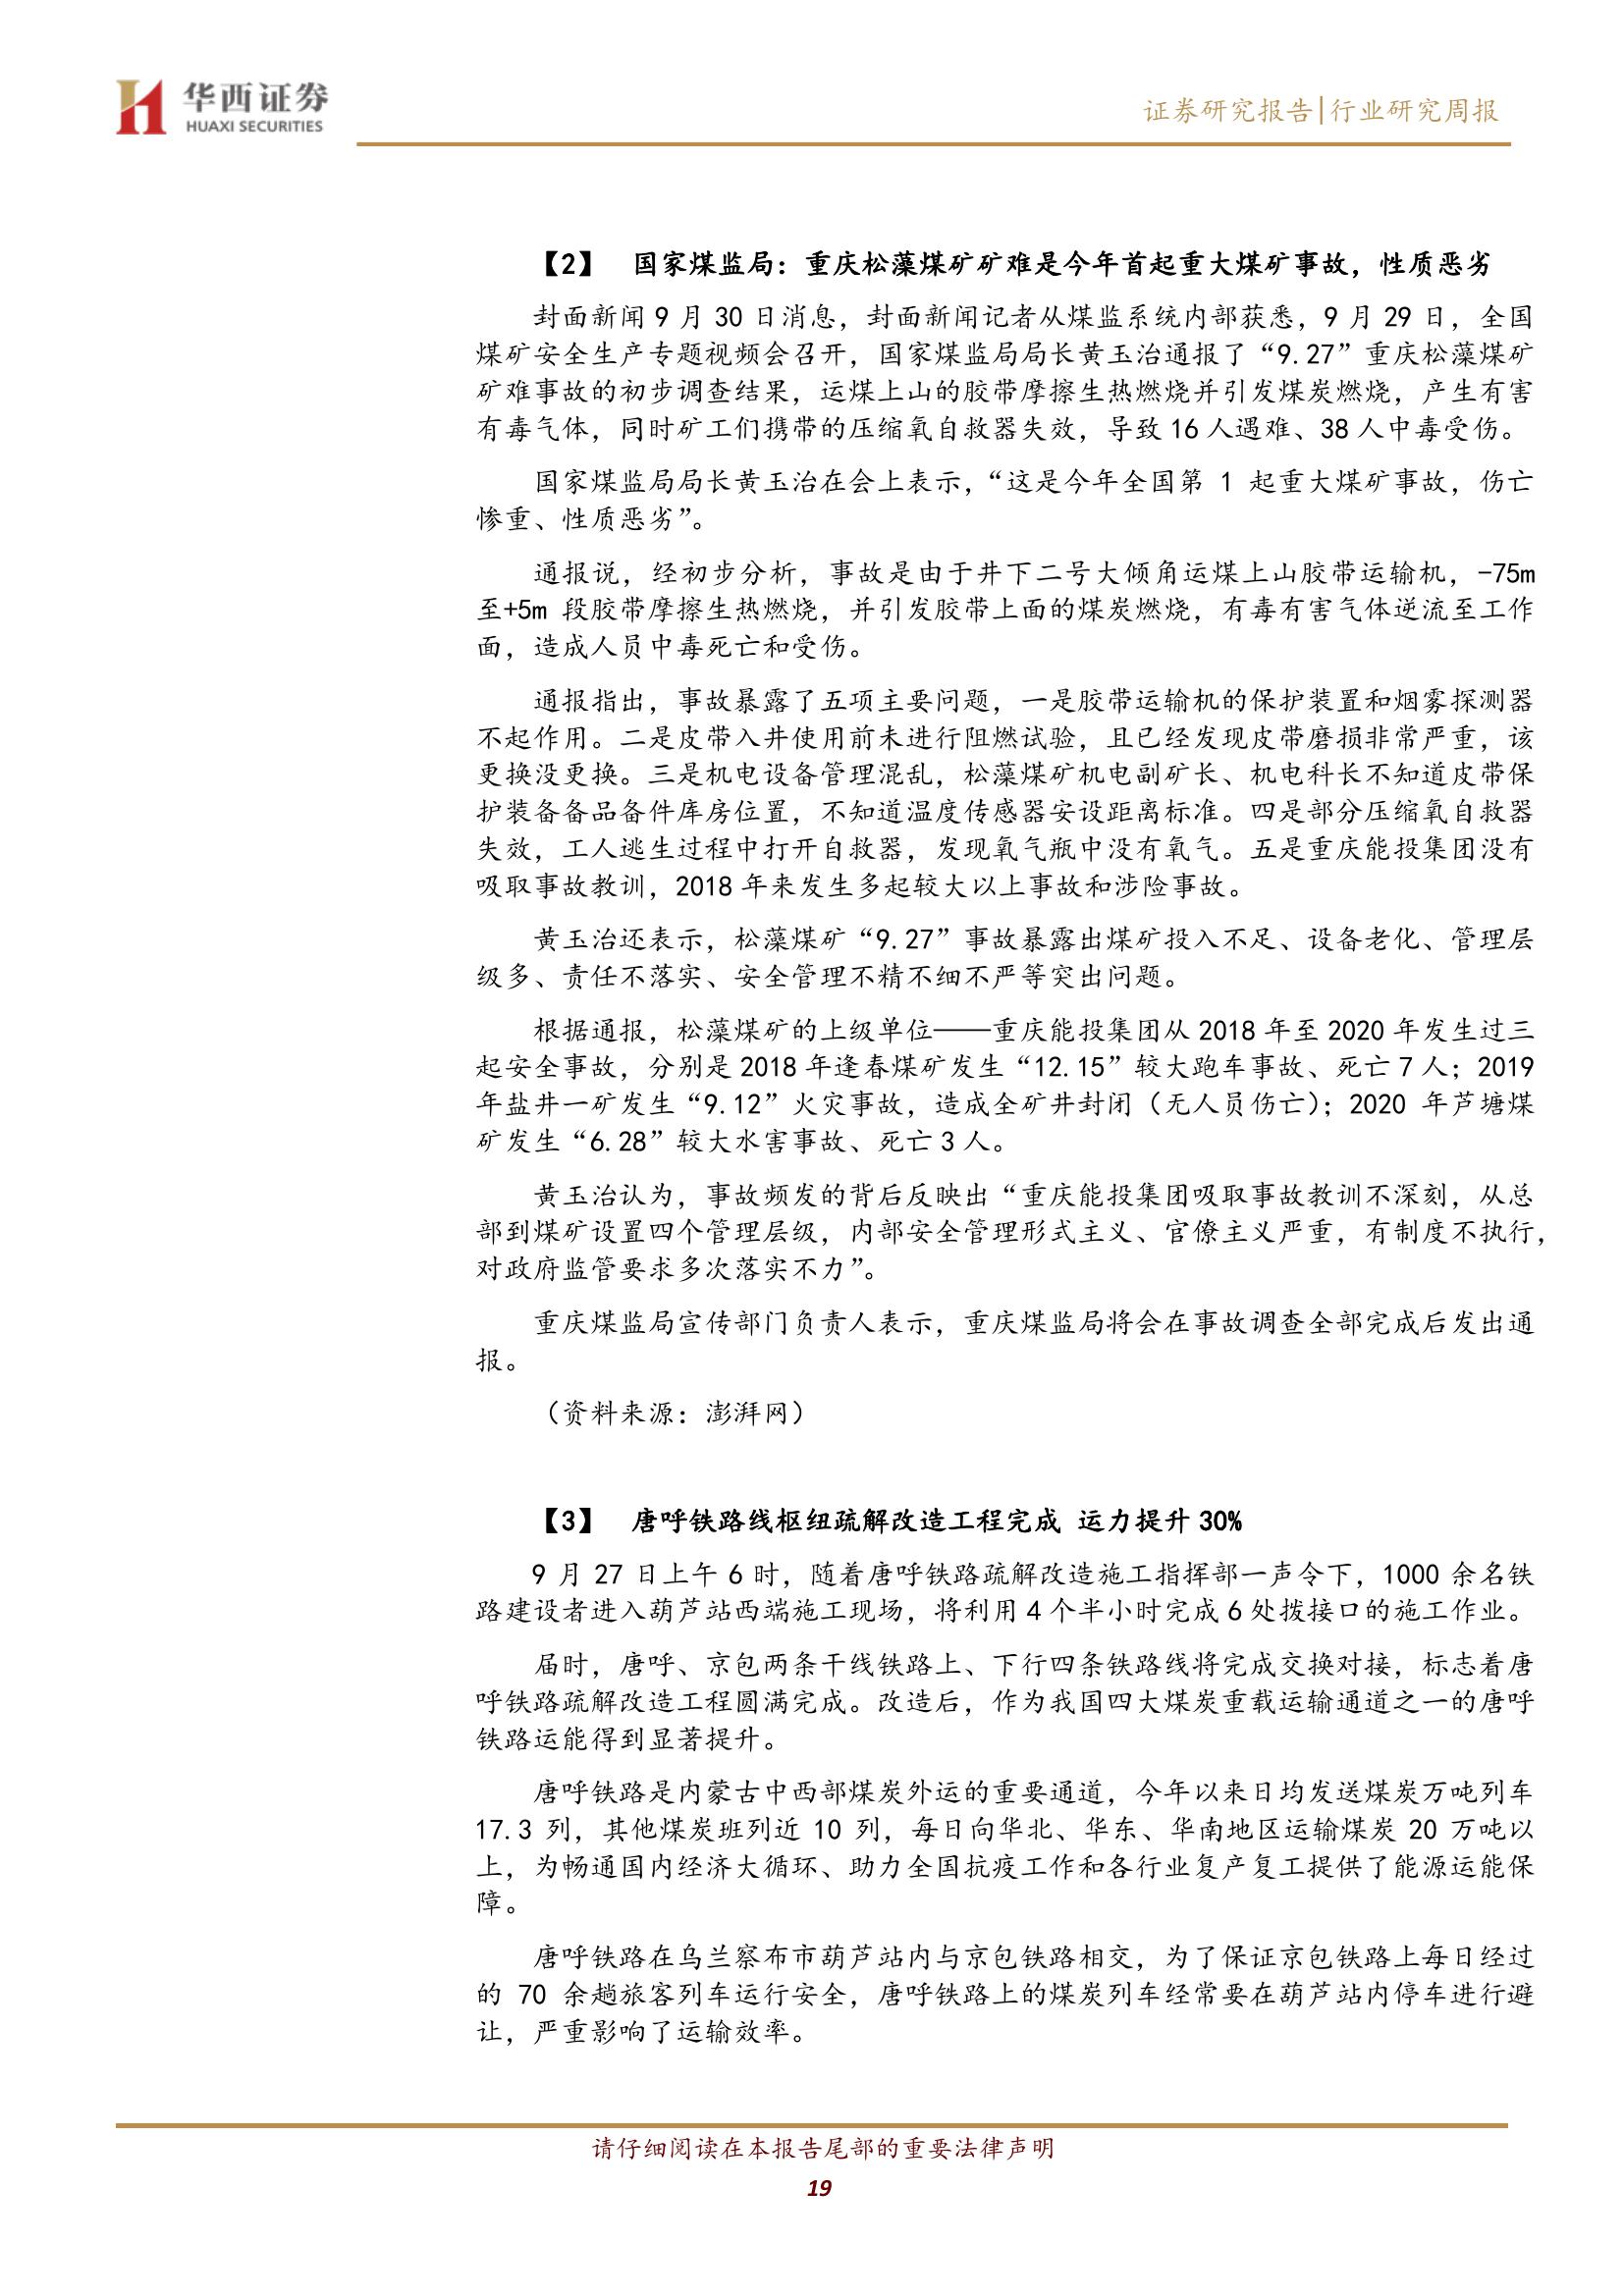 华西证券
HUAXI SECURITIES
证券研究报告|行业研究周报
【2】 国家煤监局：重庆松藻煤矿矿难是今年首起重大煤矿事故，性质恶劣
封面新闻 9 月 30 日消息，封面新闻记者从煤监系统内部获悉，9 月 29 日，全国
煤矿安全生产专题视频会召开，国家煤监局局长黄玉治通报了“9.27”重庆松藻煤矿
矿难事故的初步调查结果，运煤上山的胶带摩擦生热燃烧并引发煤炭燃烧，产生有害
有毒气体，同时矿工们携带的压缩氧自救器失效，导致 16 人遇难、38 人中毒受伤。
国家煤监局局长黄玉治在会上表示，“这是今年全国第 1 起重大煤矿事故，伤亡
惨重、性质恶劣”。
通报说，经初步分析，事故是由于井下二号大倾角运煤上山胶带运输机，-75m
至+5m 段胶带摩擦生热燃烧，并引发胶带上面的煤炭燃烧，有毒有害气体逆流至工作
面，造成人员中毒死亡和受伤。
通报指出，事故暴露了五项主要问题，一是胶带运输机的保护装置和烟雾探测器
不起作用。二是皮带入井使用前未进行阻燃试验，且已经发现皮带磨损非常严重，该
更换没更换。三是机电设备管理混乱，松藻煤矿机电副矿长、机电科长不知道皮带保
护装备备品备件库房位置，不知道温度传感器安设距离标准。四是部分压缩氧自救器
失效，工人逃生过程中打开自救器，发现氧气瓶中没有氧气。五是重庆能投集团没有
吸取事故教训，2018 年来发生多起较大以上事故和涉险事故。
黄玉治还表示，松藻煤矿“9.27”事故暴露出煤矿投入不足、设备老化、管理层
级多、责任不落实、安全管理不精不细不严等突出问题。
根据通报，松藻煤矿的上级单位——重庆能投集团从 2018 年至 2020 年发生过三
起安全事故，分别是 2018 年逢春煤矿发生“12.15”较大跑车事故、死亡 7 人；2019
年盐井一矿发生“9.12”火灾事故，造成全矿井封闭（无人员伤亡）；2020 年芦塘煤
矿发生“6.28”较大水害事故、死亡 3 人。
黄玉治认为，事故频发的背后反映出“重庆能投集团吸取事故教训不深刻，从总
部到煤矿设置四个管理层级，内部安全管理形式主义、官僚主义严重，有制度不执行，
对政府监管要求多次落实不力”。
重庆煤监局宣传部门负责人表示，重庆煤监局将会在事故调查全部完成后发出通
报。
（资料来源：澎湃网）
【3】 唐呼铁路线枢纽疏解改造工程完成 运力提升 30%
9 月 27 日上午 6 时，随着唐呼铁路疏解改造施工指挥部一声令下，1000 余名铁
路建设者进入葫芦站西端施工现场，将利用 4 个半小时完成 6 处拨接口的施工作业。
届时，唐呼、京包两条干线铁路上、下行四条铁路线将完成交换对接，标志着唐
呼铁路疏解改造工程圆满完成。改造后，作为我国四大煤炭重载运输通道之一的唐呼
铁路运能得到显著提升。
唐呼铁路是内蒙古中西部煤炭外运的重要通道，今年以来日均发送煤炭万吨列车
17.3 列，其他煤炭班列近 10 列，每日向华北、华东、华南地区运输煤炭 20 万吨以
上，为畅通国内经济大循环、助力全国抗疫工作和各行业复产复工提供了能源运能保
障。
唐呼铁路在乌兰察布市葫芦站内与京包铁路相交，为了保证京包铁路上每日经过
的 70 余趟旅客列车运行安全，唐呼铁路上的煤炭列车经常要在葫芦站内停车进行避
让，严重影响了运输效率。
请仔细阅读在本报告尾部的重要法律声明
19